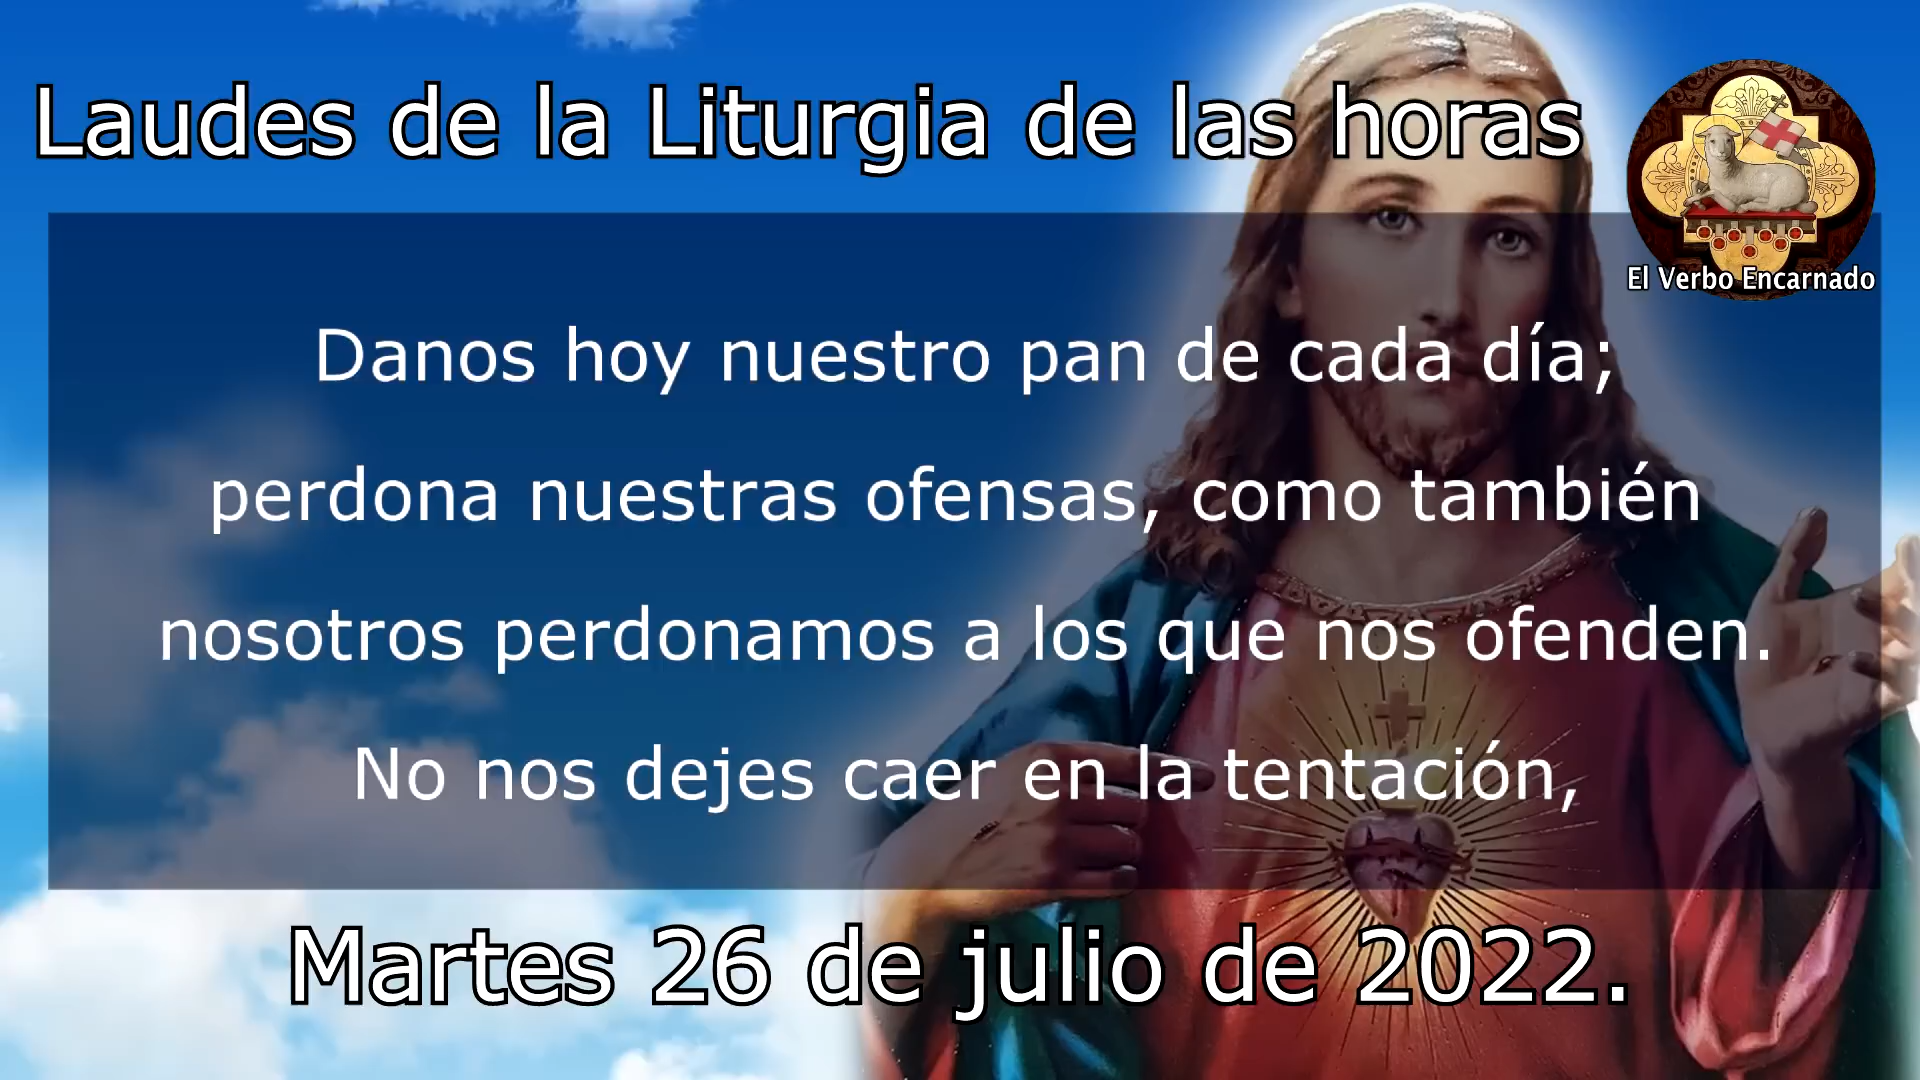 Laudes de la Liturgia de las horas
El Verbo Encarnado
Danos hoy nuestro pan de cada día;
perdona nuestras ofensas, como también
nosotros perdonamos a los que nos ofenden.
No nos dejes caer en la tentación,
Martes 26 de julio de 2022.